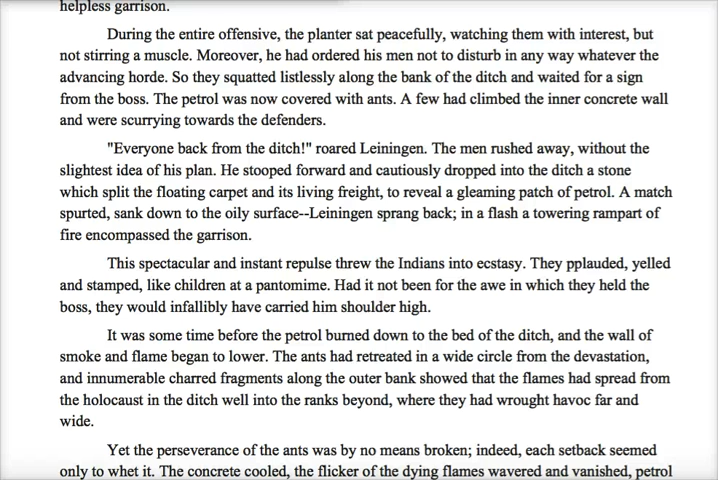 helpless garrison.
During the entire offensive, the planter sat peacefully, watching them with interest, but
not stirring a muscle. Moreover, he had ordered his men not to disturb in any way whatever the
advancing horde. So they squatted listlessly along the bank of the ditch and waited for a sign
from the boss. The petrol was now covered with ants. A few had climbed the inner concrete wall
and were scurrying towards the defenders.
"Everyone back from the ditch!" roared Leiningen. The men rushed away, without the
slightest idea of his plan. He stooped forward and cautiously dropped into the ditch a stone
which split the floating carpet and its living freight, to reveal a gleaming patch of petrol. A match
spurted, sank down to the oily surface--Leiningen sprang back; in a flash a towering rampart of
fire encompassed the garrison.
This spectacular and instant repulse threw the Indians into ecstasy. They pplauded, yelled
and stamped, like children at a pantomime. Had it not been for the awe in which they held the
boss, they would infallibly have carried him shoulder high.
It was some time before the petrol burned down to the bed of the ditch, and the wall of
smoke and flame began to lower. The ants had retreated in a wide circle from the devastation,
and innumerable charred fragments along the outer bank showed that the flames had spread from
the holocaust in the ditch well into the ranks beyond, where they had wrought havoc far and
wide.
Yet the perseverance of the ants was by no means broken; indeed, each setback seemed
only to whet it. The concrete cooled, the flicker of the dying flames wavered and vanished, petrol